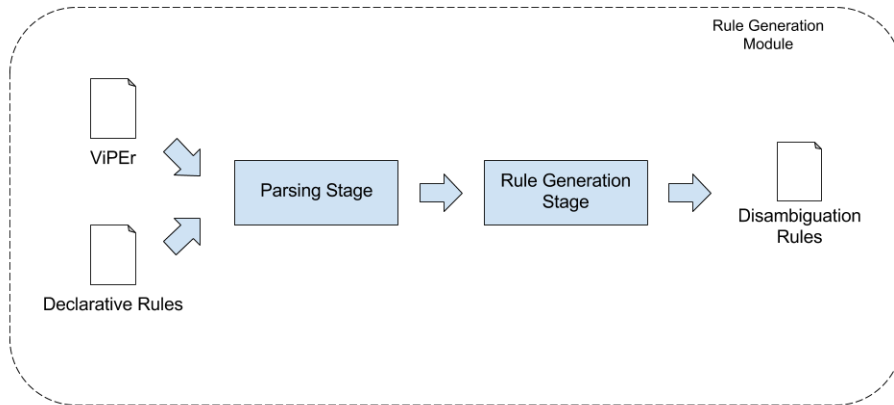 Rule Generation
Module
ViPEr
Parsing Stage
Rule Generation
Stage
Disambiguation
Rules
Declarative Rules